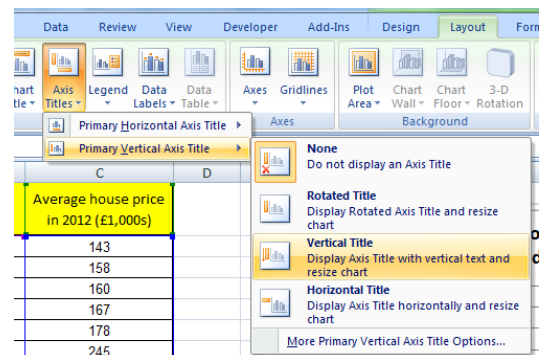 Data Review View Developer Add-Ins Design Layout
Axis Legend Data Data Axes Gridlines Plot Chart Chart 3-D
Titles Labels Table Area Wall Floor Rotation
Axes Background
Primary Horizontal Axis Title
Primary Vertical Axis Title
None
Do not display an Axis Title
Rotated Title
Display Rotated Axis Title and resize
chart
Vertical Title
Display Axis Title with vertical text and
resize chart
Horizontal Title
Display Axis Title horizontally and resize
chart
More Primary Vertical Axis Title Options...
C D
Average house price
in 2012 (£1,000s)
143
158
160
167
178
245